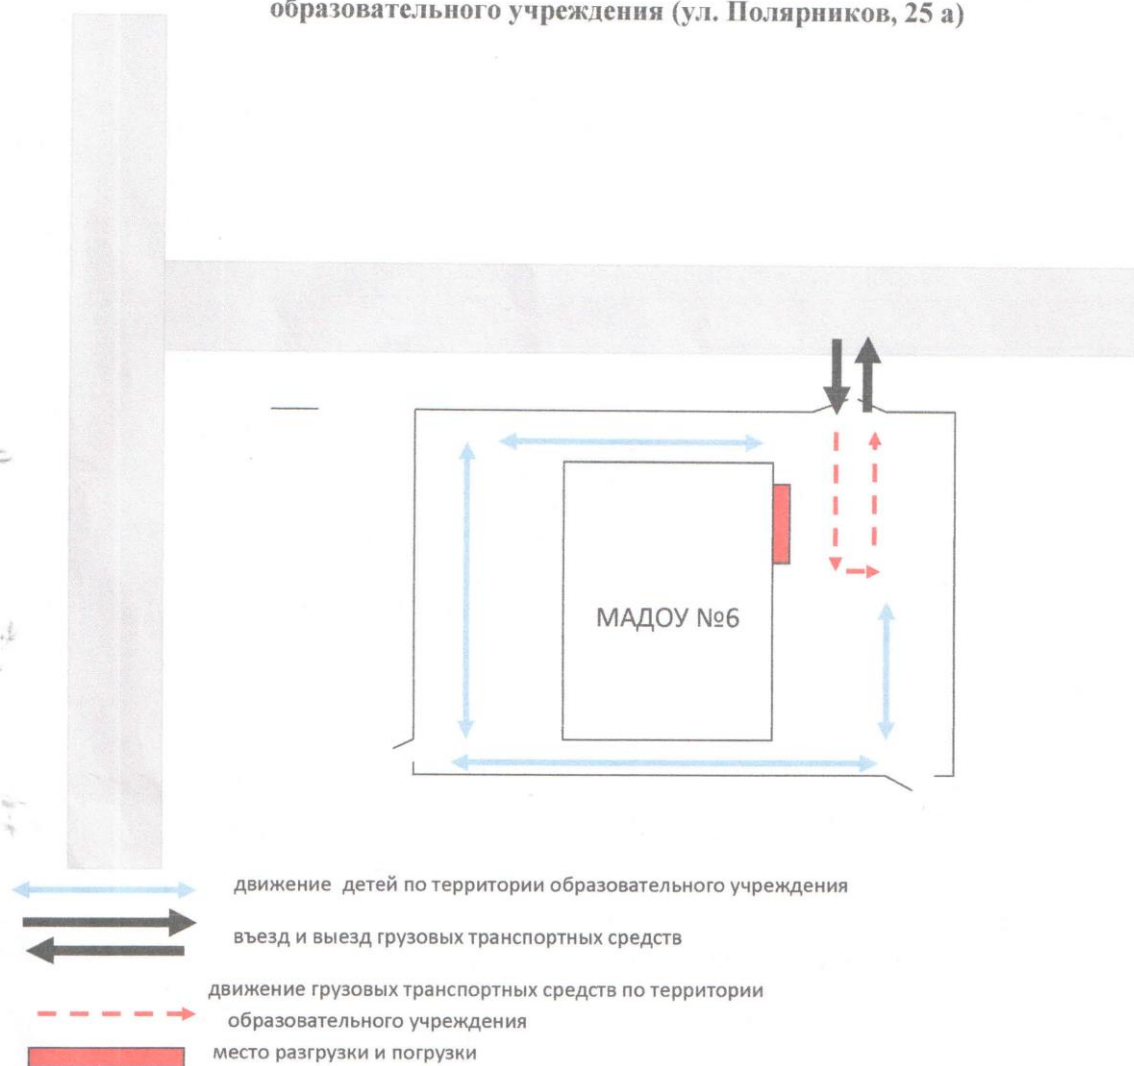 образовательного учреждения (ул. Полярников, 25 а)
МАДОУ №6
движение детей по территории образовательного учреждения
въезд и выезд грузовых транспортных средств
движение грузовых транспортных средств по территории
образовательного учреждения
место разгрузки и погрузки